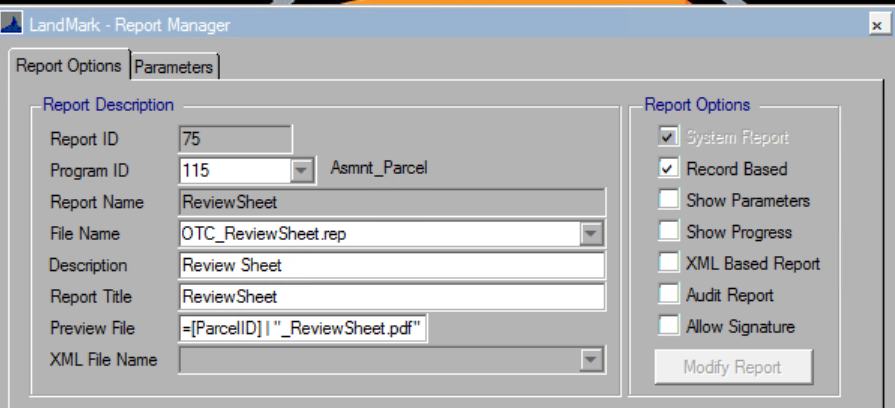 LandMark - Report Manager
Report Options Parameters
Report Description
Report ID 75
Program ID 115 Asmnt_Parcel
Report Name ReviewSheet
File Name OTC_ReviewSheet.rep
Description Review Sheet
Report Title ReviewSheet
Preview File =[ParcelID] | "_ReviewSheet.pdf"
XML File Name
Report Options
System Report
Record Based
Show Parameters
Show Progress
XML Based Report
Audit Report
Allow Signature
Modify Report